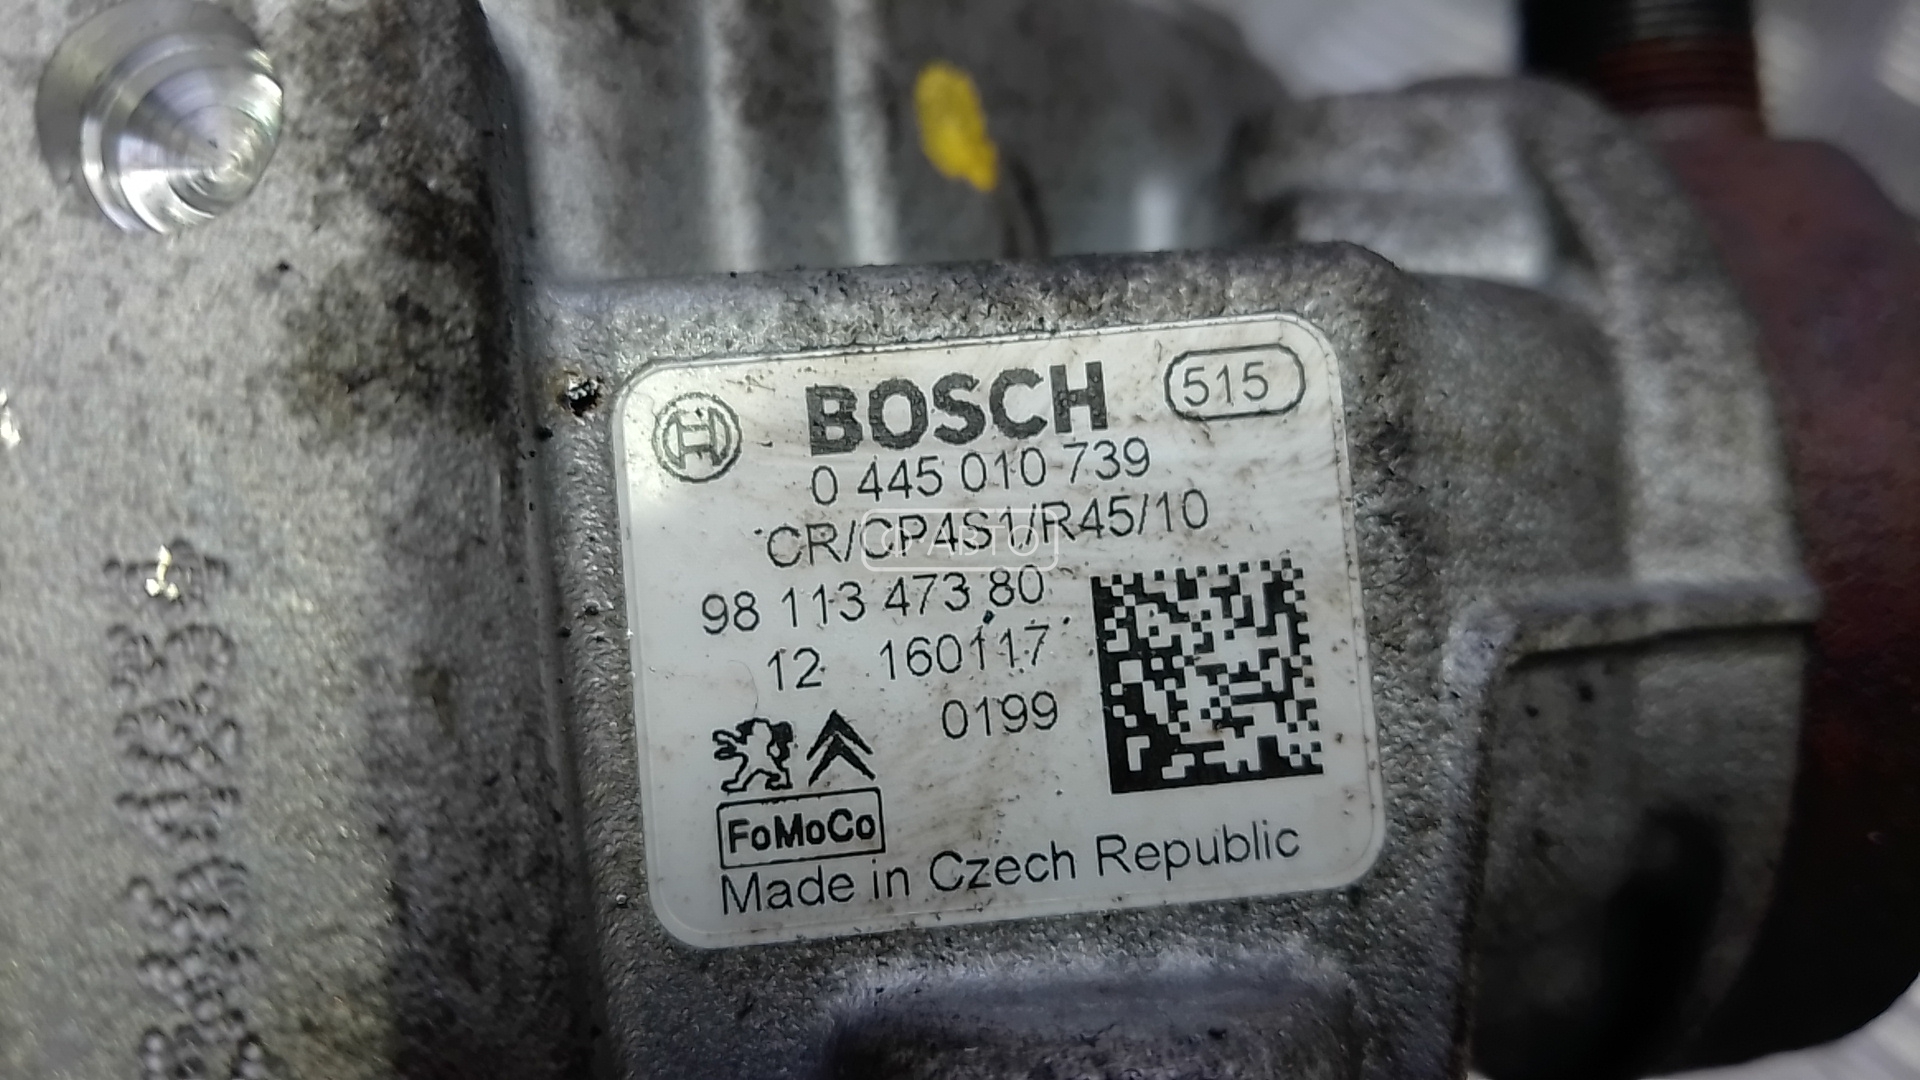 BOSCH 515
0 445 010 739
CR/CP4S1/R45/10
98 113 473 80
12 160117
0199
FoMoCo
Made in Czech Republic